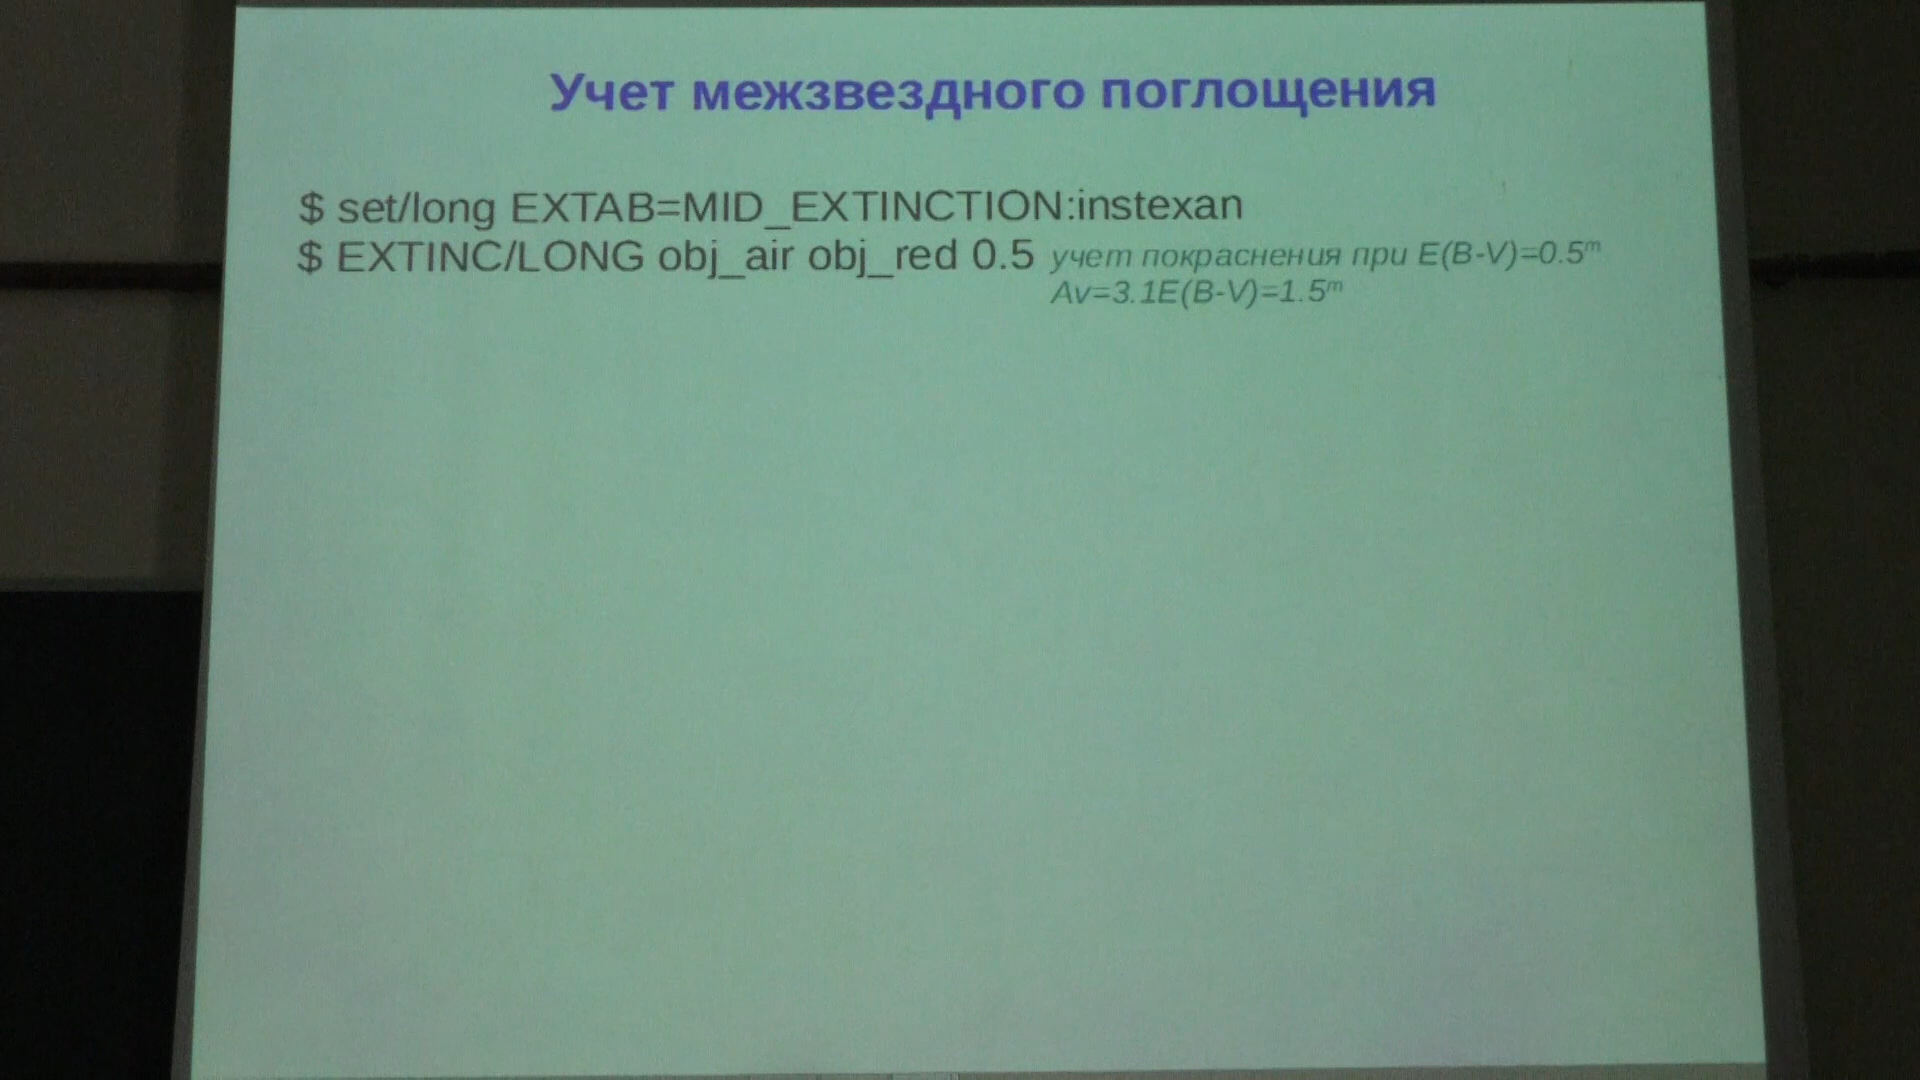 Учет межзвездного поглощения
$ set/long EXTAB=MID_EXTINCTION:instexan
$ EXTINC/LONG obj_air obj_red 0.5 учет покраснения при E(B-V)=0.5ᵐ
Av=3.1E(B-V)=1.5ᵐ